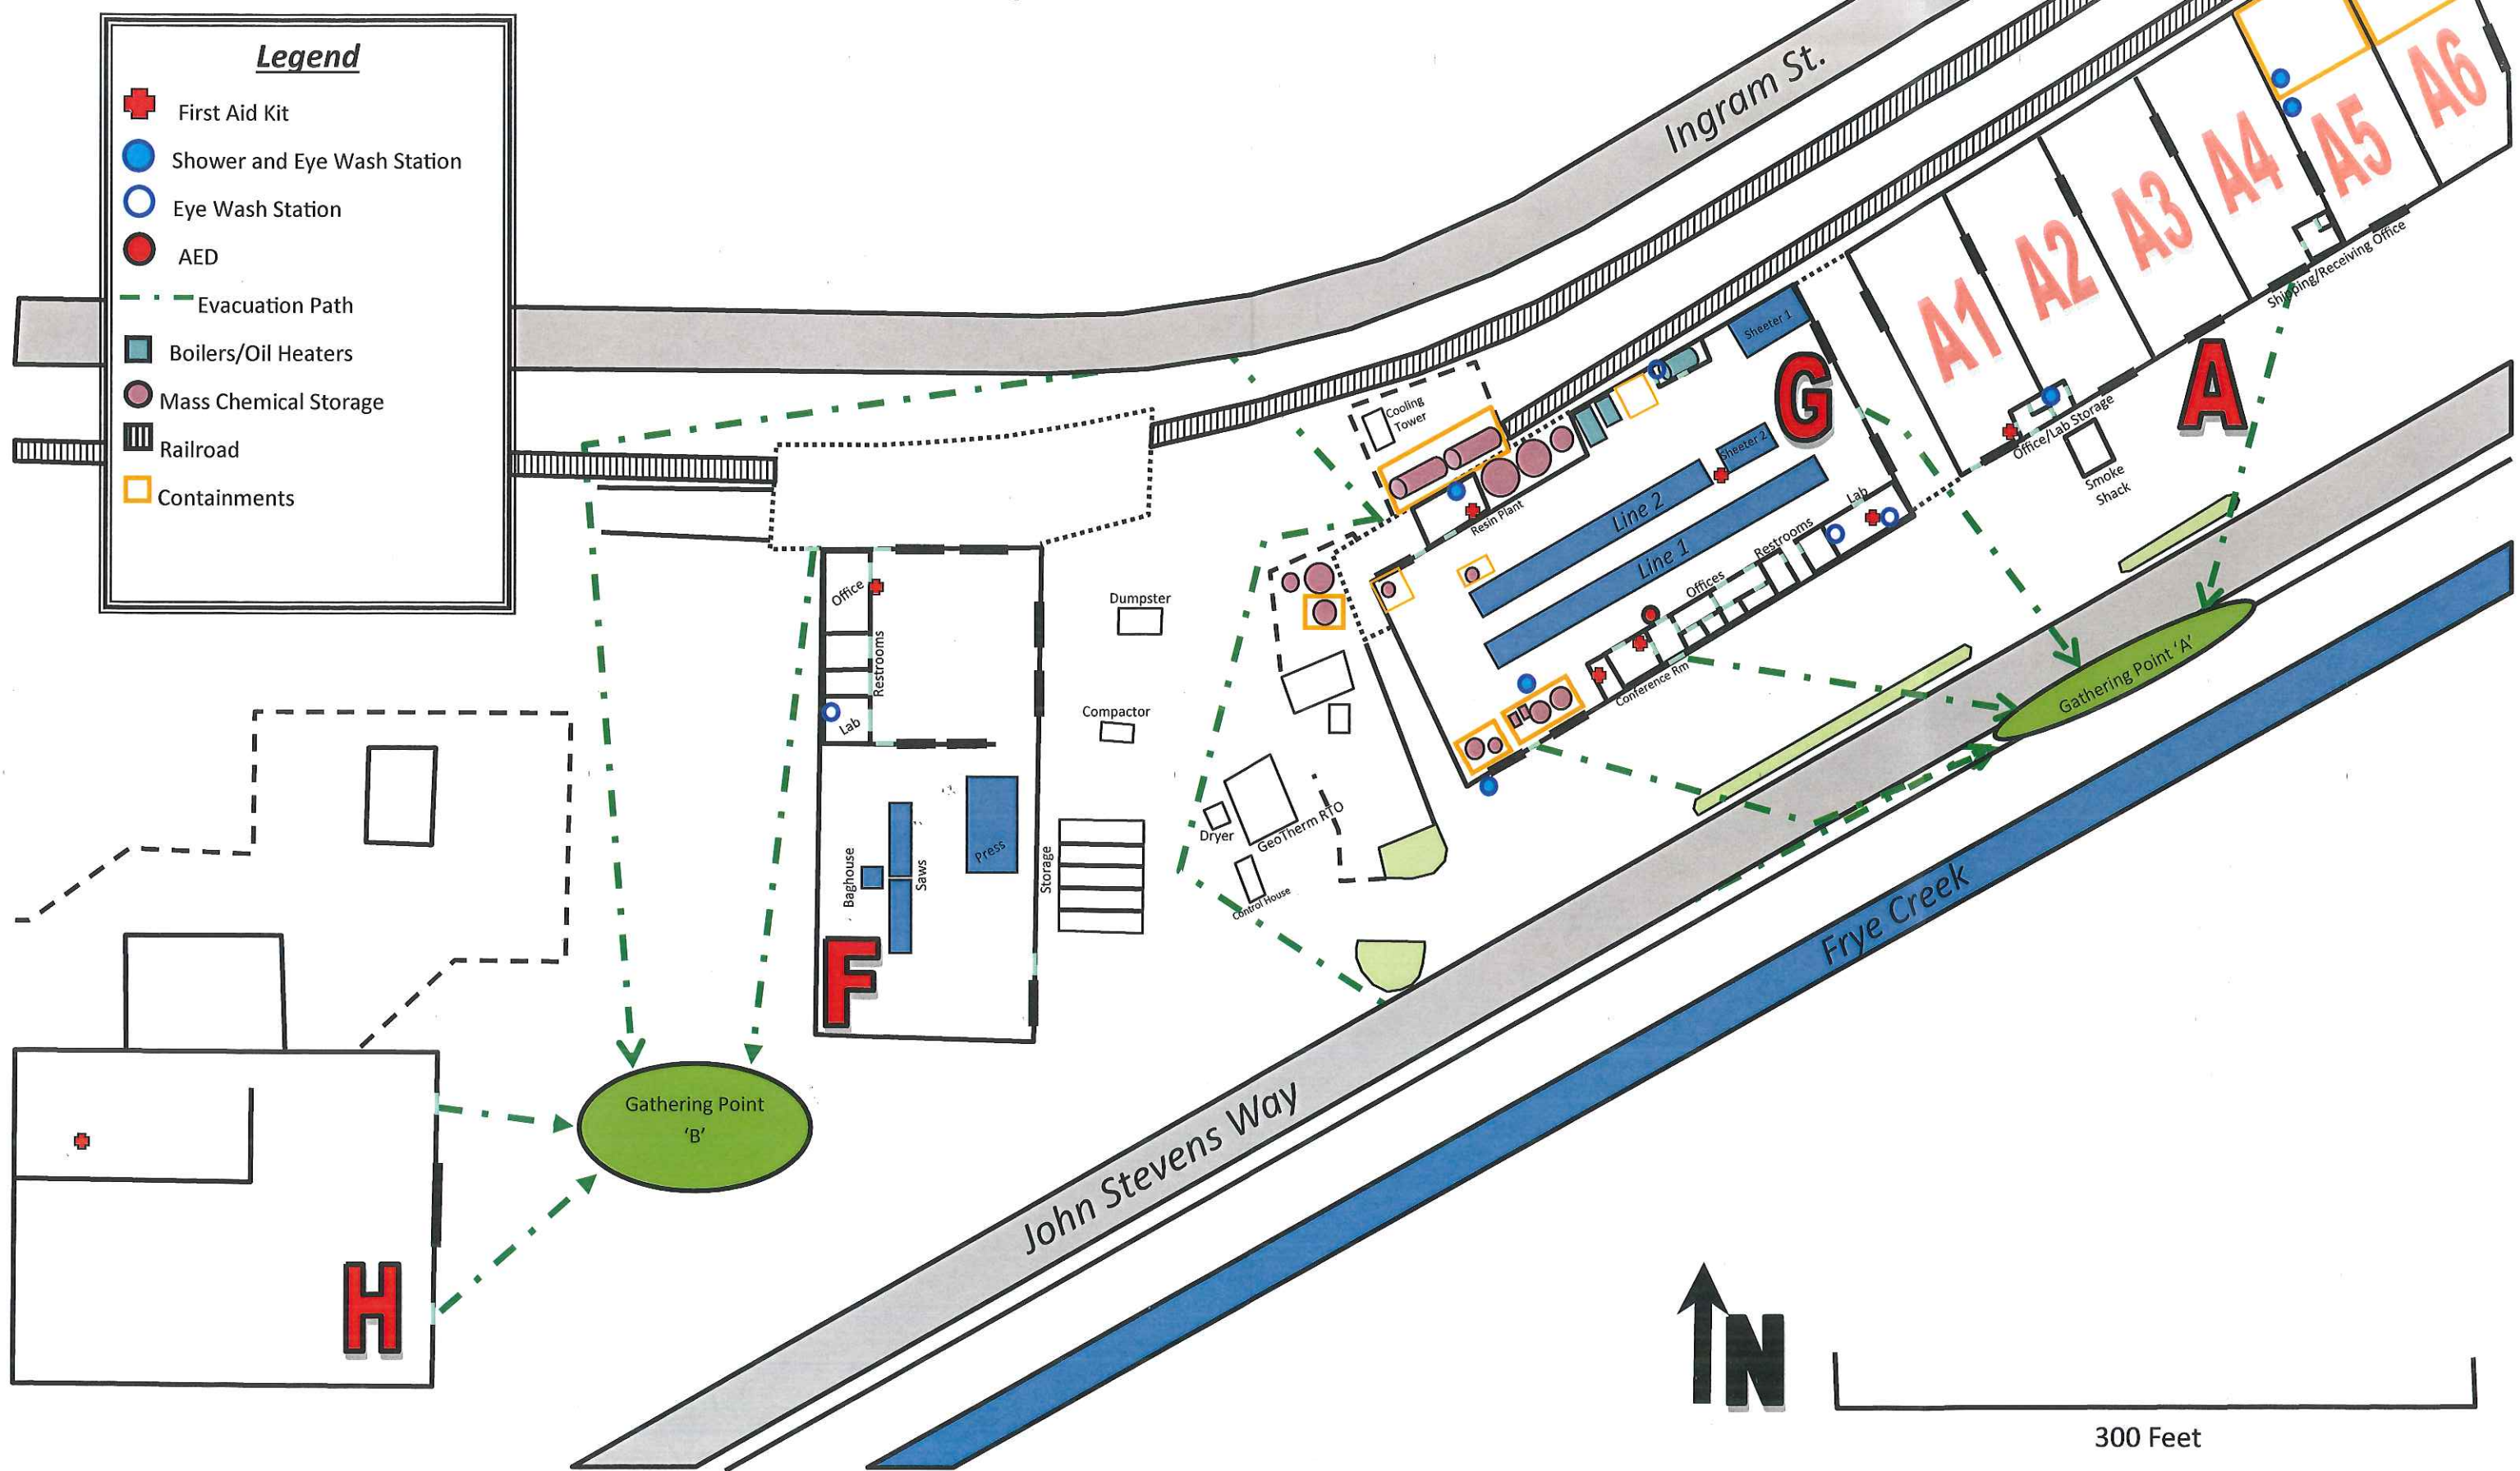 Legend
First Aid Kit
Shower and Eye Wash Station
Eye Wash Station
AED
Evacuation Path
Boilers/Oil Heaters
Mass Chemical Storage
Railroad
Containments
Ingram St.
A1
A2
A3
A4
A5
A6
Shipping/Receiving Office
A
Office/Lab Storage
Smoke
Shack
Cooling
Tower
Sheeter 1
G
Sheeter 2
Resin Plant
Line 2
Line 1
Lab
Restrooms
Offices
Conference Rm
Gathering Point 'A'
Office
Restrooms
Lab
Dumpster
Compactor
Baghouse
Saws
Press
Storage
F
Dryer
GeoTherm RTO
Control House
Frye Creek
John Stevens Way
Gathering Point
'B'
H
N
300 Feet